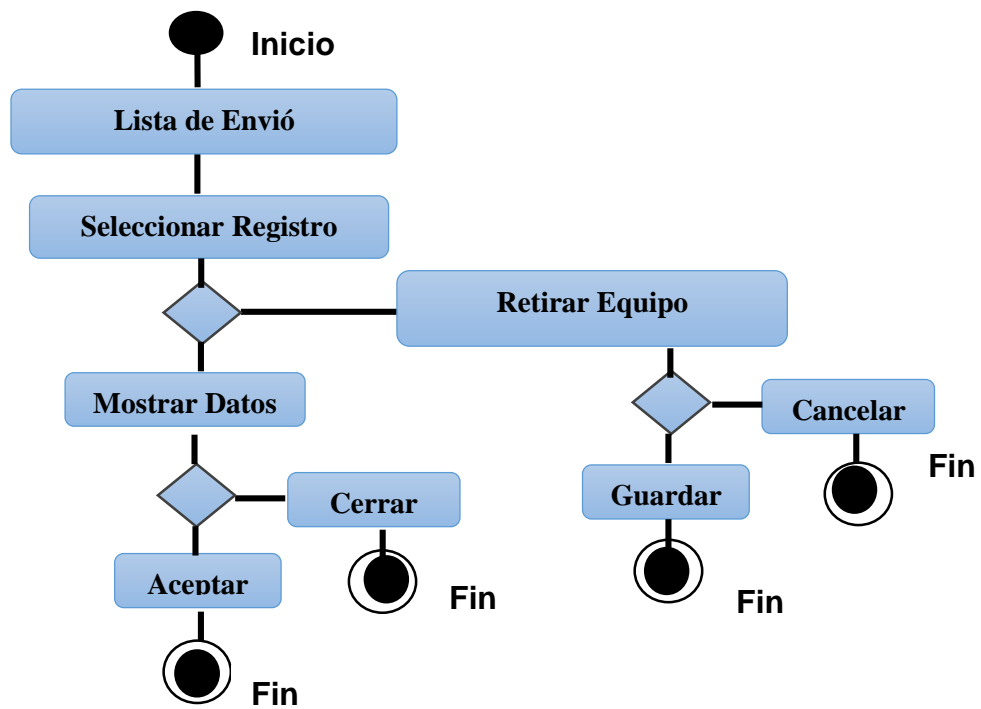 Inicio
Lista de Envió
Seleccionar Registro
Retirar Equipo
Mostrar Datos
Cancelar
Fin
Guardar
Cerrar
Fin
Fin
Aceptar
Fin